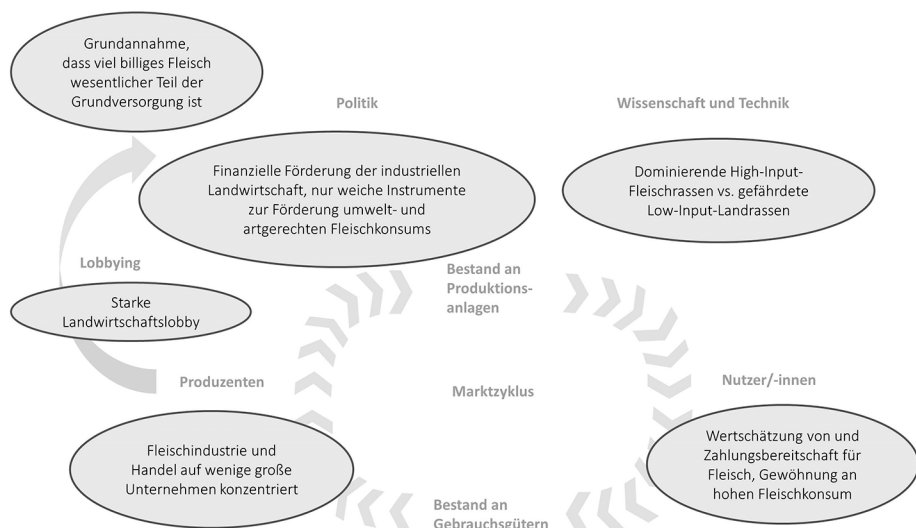 Grundannahme,
dass viel billiges Fleisch
wesentlicher Teil der
Grundversorgung ist
Politik
Wissenschaft und Technik
Finanzielle Förderung der industriellen
Landwirtschaft, nur weiche Instrumente
zur Förderung umwelt- und
artgerechten Fleischkonsums
Dominierende High-Input-
Fleischrassen vs. gefährdete
Low-Input-Landrassen
Lobbying
Starke
Landwirtschaftslobby
Bestand an
Produktions-
anlagen
Produzenten
Marktzyklus
Nutzer/-innen
Fleischindustrie und
Handel auf wenige große
Unternehmen konzentriert
Wertschätzung von und
Zahlungsbereitschaft für
Fleisch, Gewöhnung an
hohen Fleischkonsum
Bestand an
Gebrauchsgütern